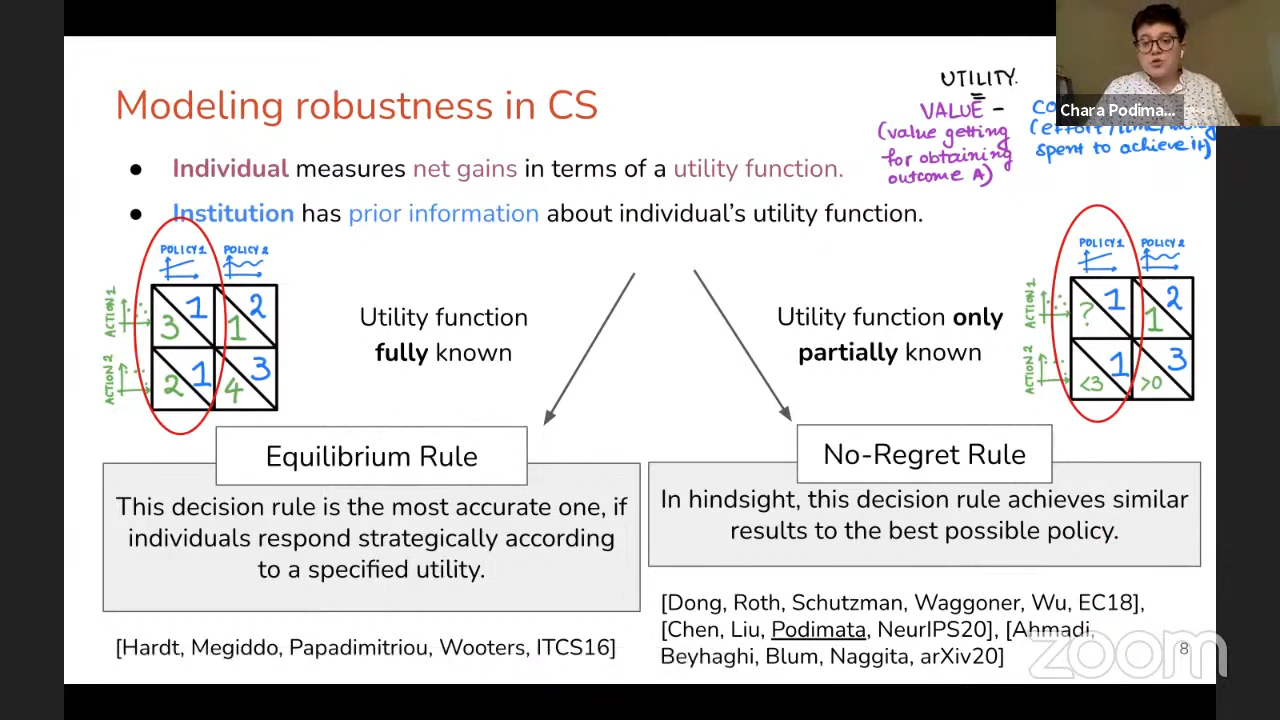 Modeling robustness in CS
UTILITY.
=
VALUE -
(value getting
for obtaining
outcome A)
spent to achieve it)
Chara Podima...
● Individual measures net gains in terms of a utility function.
● Institution has prior information about individual's utility function.
POLICY 1 POLICY 2
ACTION 1 3 1 1 2
ACTION 2 2 1 4 3
Utility function
fully known
Utility function only
partially known
POLICY 1 POLICY 2
ACTION 1 ? 1 1 2
ACTION 2 <3 1 >0 3
Equilibrium Rule
This decision rule is the most accurate one, if
individuals respond strategically according
to a specified utility.
[Hardt, Megiddo, Papadimitriou, Wooters, ITCS16]
No-Regret Rule
In hindsight, this decision rule achieves similar
results to the best possible policy.
[Dong, Roth, Schutzman, Waggoner, Wu, EC18],
[Chen, Liu, Podimata, NeurIPS20], [Ahmadi,
Beyhaghi, Blum, Naggita, arXiv20]
8
zoom